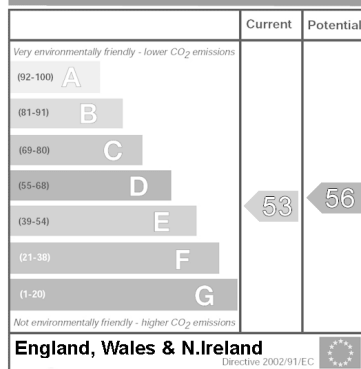 Current Potential
Very environmentally friendly - lower CO2 emissions
(92-100) A
(81-91) B
(69-80) C
(55-68) D
(39-54) E
53
56
(21-38) F
(1-20) G
Not environmentally friendly - higher CO2 emissions
England, Wales & N.Ireland
Directive 2002/91/EC